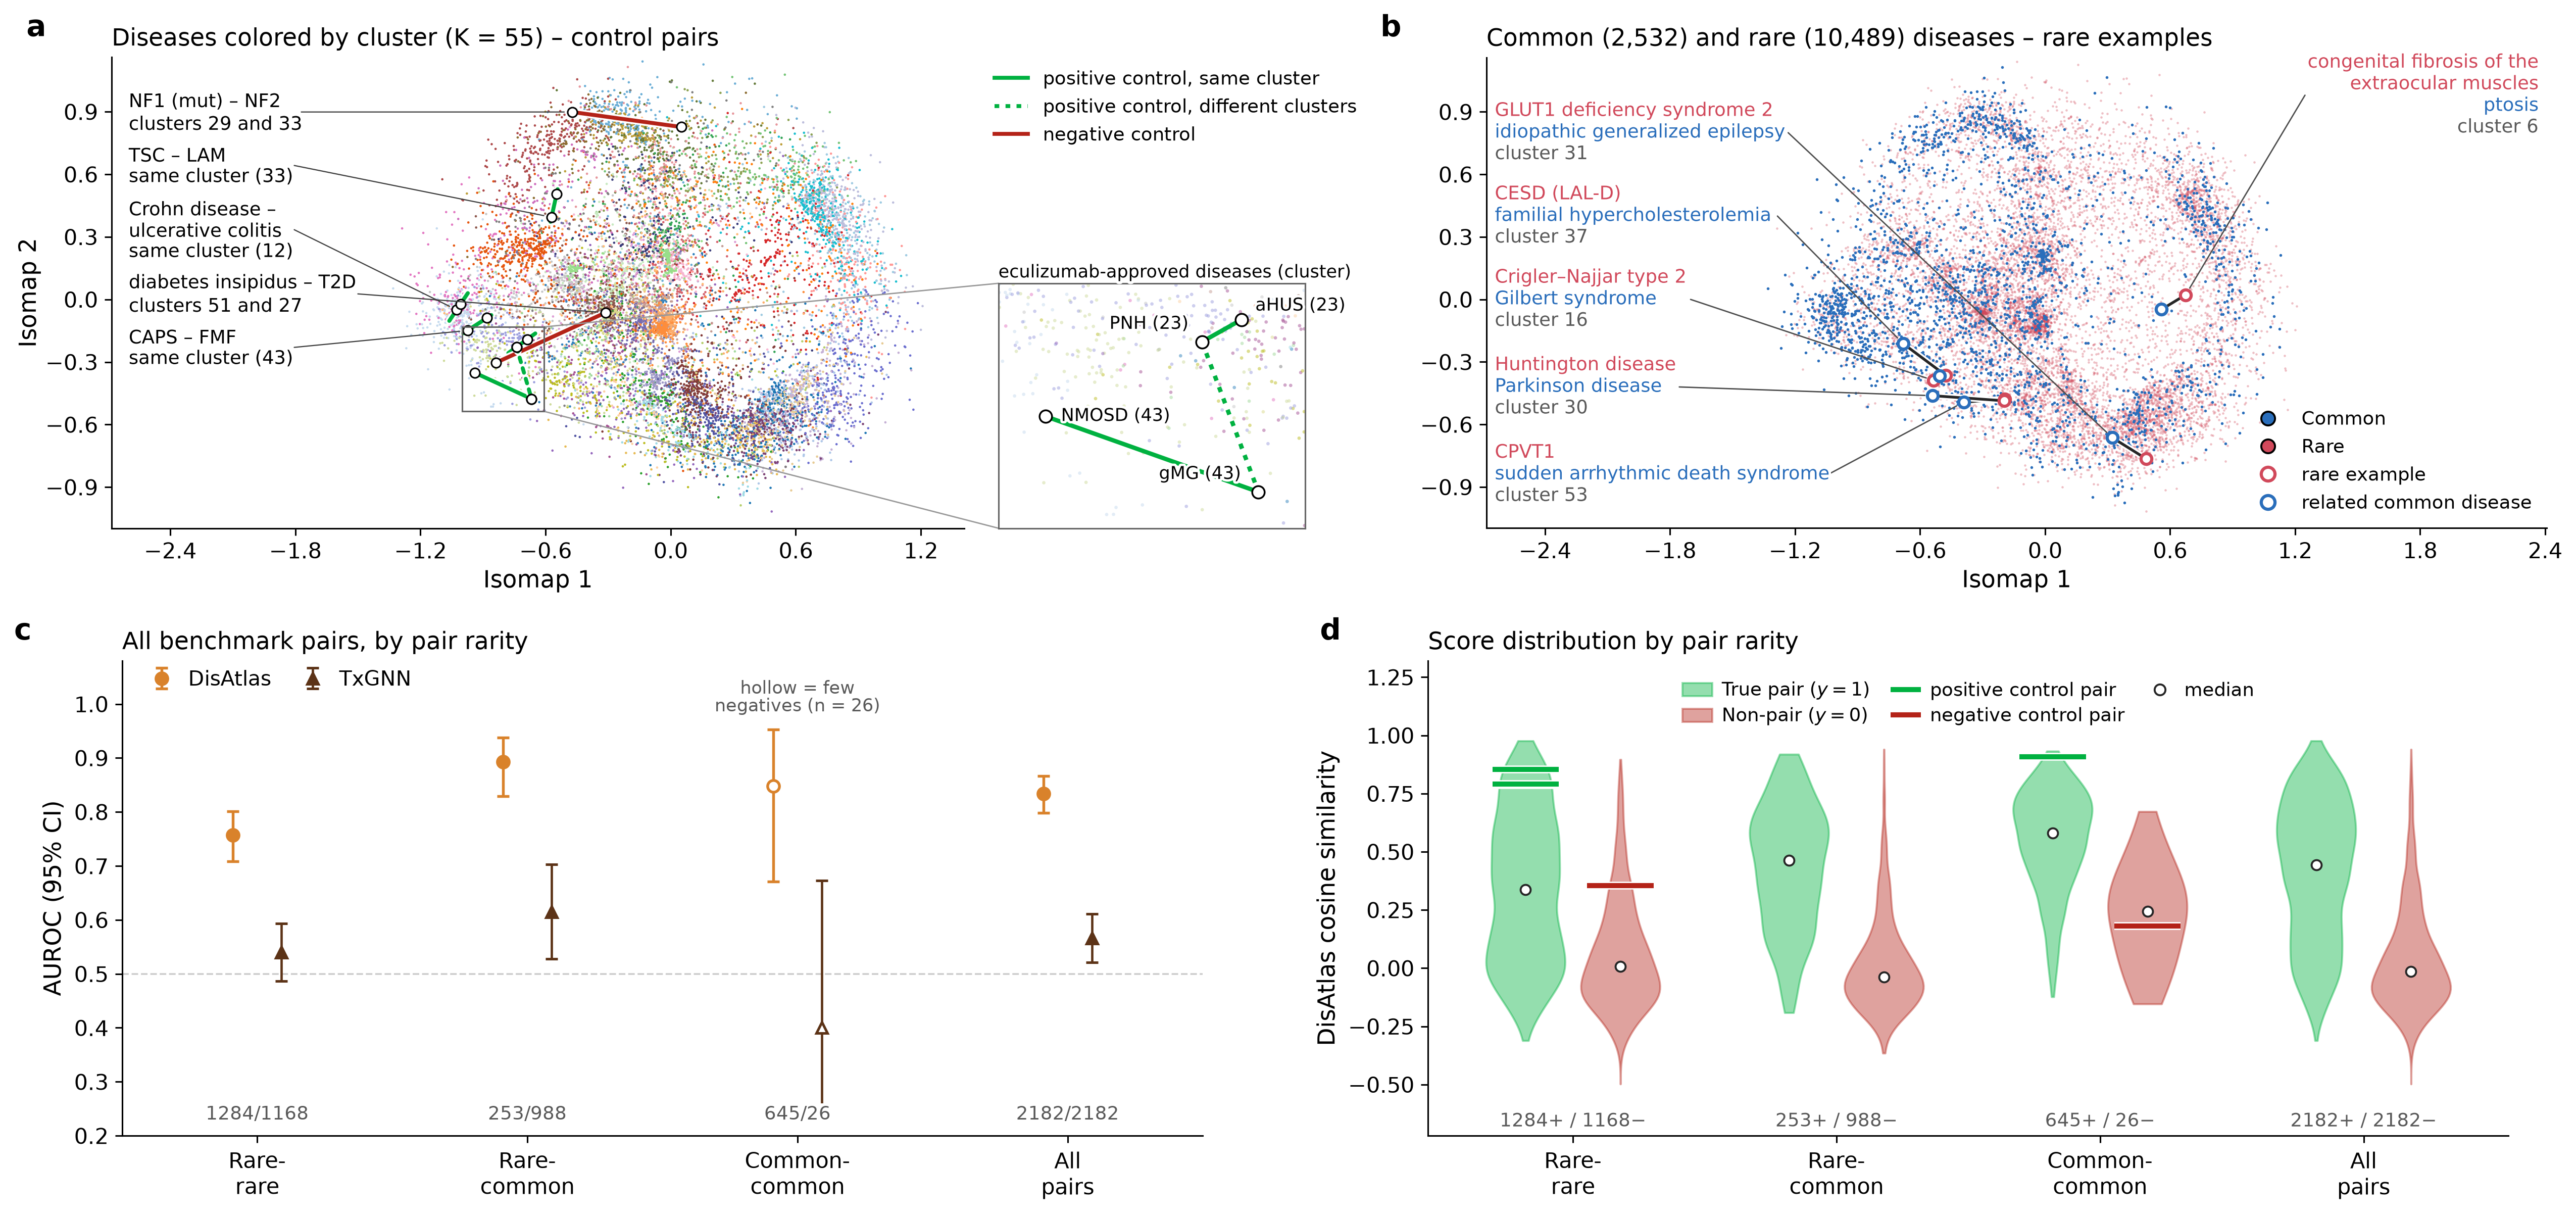 a
Diseases colored by cluster (K = 55) – control pairs
NF1 (mut) – NF2
clusters 29 and 33
TSC – LAM
same cluster (33)
Crohn disease –
ulcerative colitis
same cluster (12)
diabetes insipidus – T2D
clusters 51 and 27
CAPS – FMF
same cluster (43)
positive control, same cluster
positive control, different clusters
negative control
eculizumab-approved diseases (cluster)
aHUS (23)
PNH (23)
NMOSD (43)
gMG (43)
0.9
0.6
0.3
0.0
−0.3
−0.6
−0.9
Isomap 2
−2.4 −1.8 −1.2 −0.6 0.0 0.6 1.2
Isomap 1
b
Common (2,532) and rare (10,489) diseases – rare examples
congenital fibrosis of the
extraocular muscles
ptosis
cluster 6
GLUT1 deficiency syndrome 2
idiopathic generalized epilepsy
cluster 31
CESD (LAL-D)
familial hypercholesterolemia
cluster 37
Crigler–Najjar type 2
Gilbert syndrome
cluster 16
Huntington disease
Parkinson disease
cluster 30
CPVT1
sudden arrhythmic death syndrome
cluster 53
Common
Rare
rare example
related common disease
0.9
0.6
0.3
0.0
−0.3
−0.6
−0.9
−2.4 −1.8 −1.2 −0.6 0.0 0.6 1.2 1.8 2.4
Isomap 1
c
All benchmark pairs, by pair rarity
DisAtlas TxGNN
hollow = few
negatives (n = 26)
1.0
0.9
0.8
0.7
0.6
0.5
0.4
0.3
0.2
AUROC (95% CI)
1284/1168 253/988 645/26 2182/2182
Rare- Rare- Common- All
rare common common pairs
d
Score distribution by pair rarity
True pair (y = 1) positive control pair median
Non-pair (y = 0) negative control pair
1.25
1.00
0.75
0.50
0.25
0.00
−0.25
−0.50
DisAtlas cosine similarity
1284+ / 1168− 253+ / 988− 645+ / 26− 2182+ / 2182−
Rare- Rare- Common- All
rare common common pairs